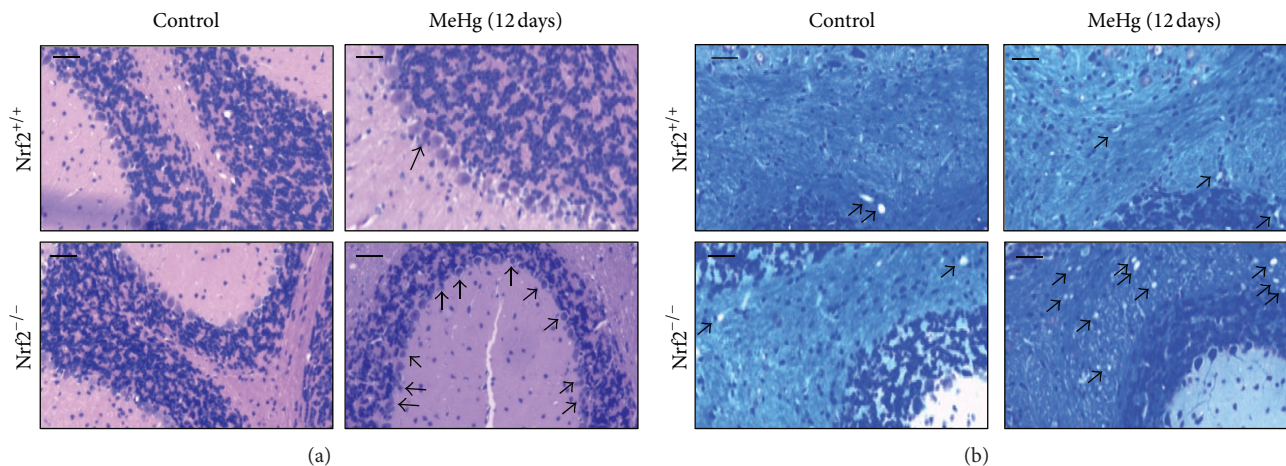 Control
MeHg (12 days)
Control
MeHg (12 days)
Nrf2+/+
Nrf2+/+
Nrf2−/−
Nrf2−/−
(a)
(b)